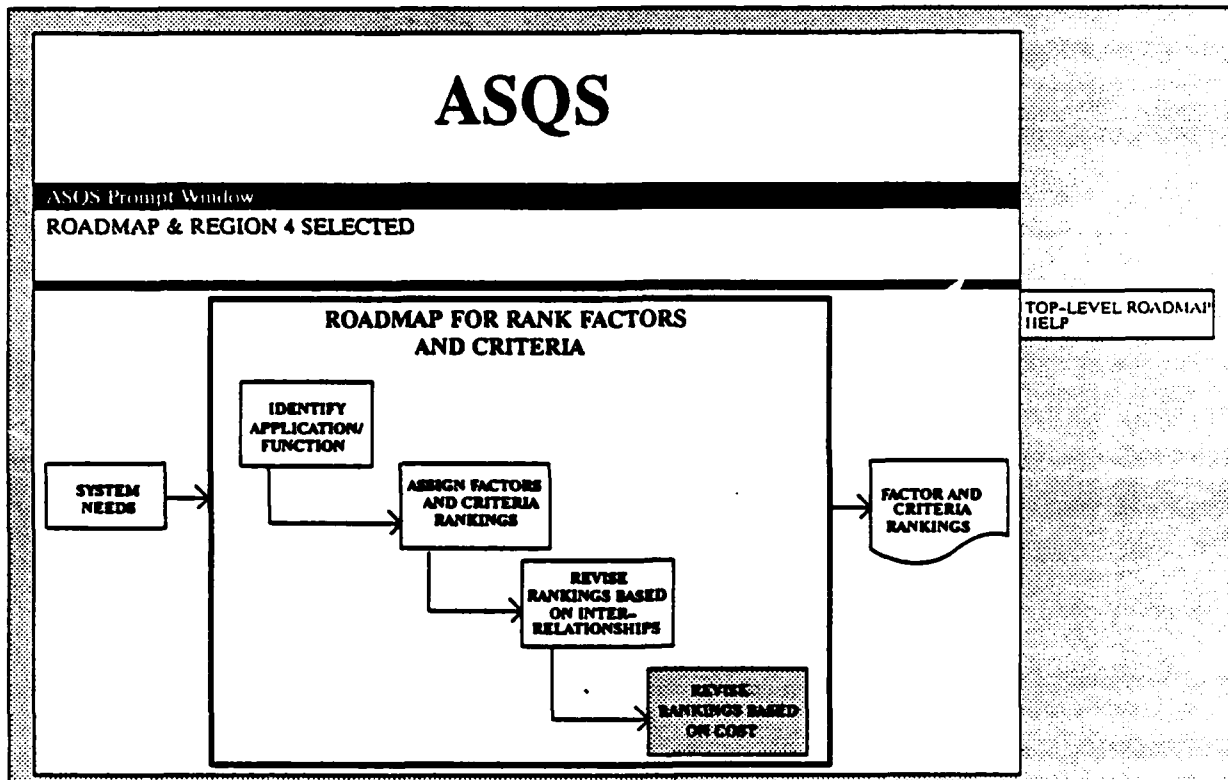 ASQS
ASQS Prompt Window
ROADMAP & REGION 4 SELECTED
TOP-LEVEL ROADMAP
HELP
ROADMAP FOR RANK FACTORS
AND CRITERIA
IDENTIFY
APPLICATION/
FUNCTION
SYSTEM
NEEDS
ASSIGN FACTORS
AND CRITERIA
RANKINGS
FACTOR AND
CRITERIA
RANKINGS
REVISE
RANKINGS BASED
ON INTER-
RELATIONSHIPS
REVISE
RANKINGS BASED
ON COST